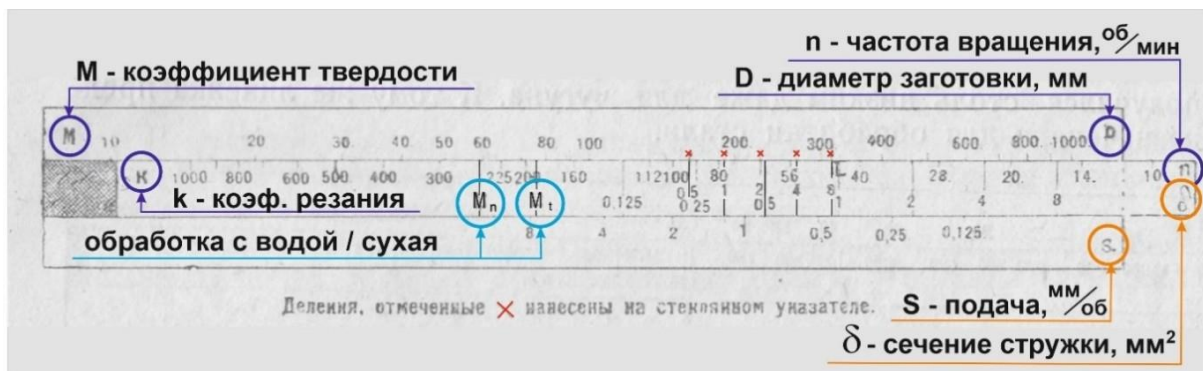 n - частота вращения, об/мин
М - коэффициент твердости
D - диаметр заготовки, мм
М 10 20 30 40 50 60 80 100 200. 300 400 600. 800. 1000. D
К 1000 800 600 500 400 300 225 200 160 112 100 80 56 40 28. 20. 14. 10 n
0,5 1 2 4 8
Mn Mt 0,125 0,25 0,5 1 2 4 8 δ
k - коэф. резания
8 4 2 1 0,5 0,25 0,125 S
обработка с водой / сухая
Деления, отмеченные × нанесены на стеклянном указателе.
S - подача, мм/об
δ - сечение стружки, мм²